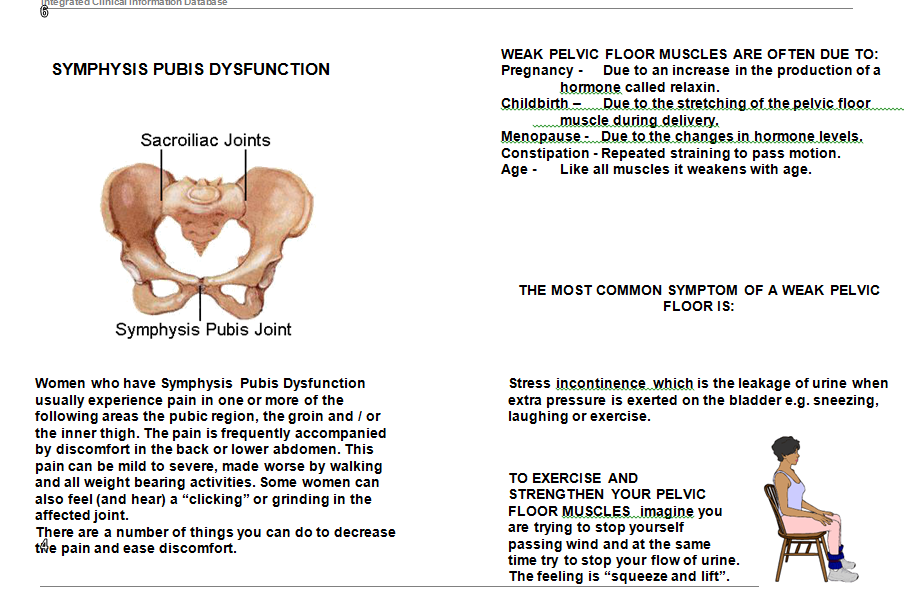 Integrated Clinical Information Database
6
SYMPHYSIS PUBIS DYSFUNCTION
Sacroiliac Joints
Symphysis Pubis Joint
Women who have Symphysis Pubis Dysfunction
usually experience pain in one or more of the
following areas the pubic region, the groin and / or
the inner thigh. The pain is frequently accompanied
by discomfort in the back or lower abdomen. This
pain can be mild to severe, made worse by walking
and all weight bearing activities. Some women can
also feel (and hear) a “clicking” or grinding in the
affected joint.
There are a number of things you can do to decrease
the pain and ease discomfort.
4
WEAK PELVIC FLOOR MUSCLES ARE OFTEN DUE TO:
Pregnancy - Due to an increase in the production of a
hormone called relaxin.
Childbirth – Due to the stretching of the pelvic floor
muscle during delivery.
Menopause - Due to the changes in hormone levels.
Constipation - Repeated straining to pass motion.
Age - Like all muscles it weakens with age.
THE MOST COMMON SYMPTOM OF A WEAK PELVIC
FLOOR IS:
Stress incontinence which is the leakage of urine when
extra pressure is exerted on the bladder e.g. sneezing,
laughing or exercise.
TO EXERCISE AND
STRENGTHEN YOUR PELVIC
FLOOR MUSCLES imagine you
are trying to stop yourself
passing wind and at the same
time try to stop your flow of urine.
The feeling is “squeeze and lift”.